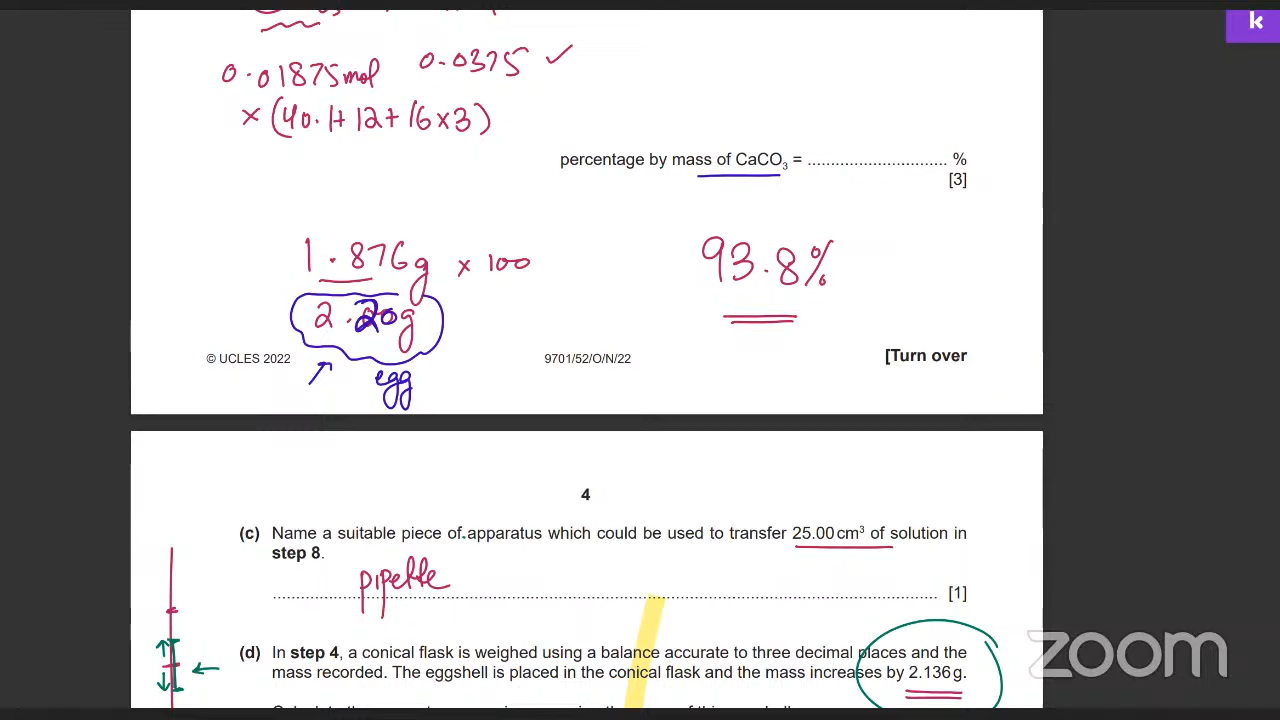 k
0.01875mol 0.0375 ✓
× (40.1+12+16×3)
percentage by mass of CaCO3 = .............................. %
[3]
1.876g × 100
93.8%
2.20g
© UCLES 2022 9701/52/O/N/22 [Turn over
egg
4
(c) Name a suitable piece of apparatus which could be used to transfer 25.00 cm³ of solution in
step 8.
pipette
[1]
(d) In step 4, a conical flask is weighed using a balance accurate to three decimal places and the
mass recorded. The eggshell is placed in the conical flask and the mass increases by 2.136 g.
zoom